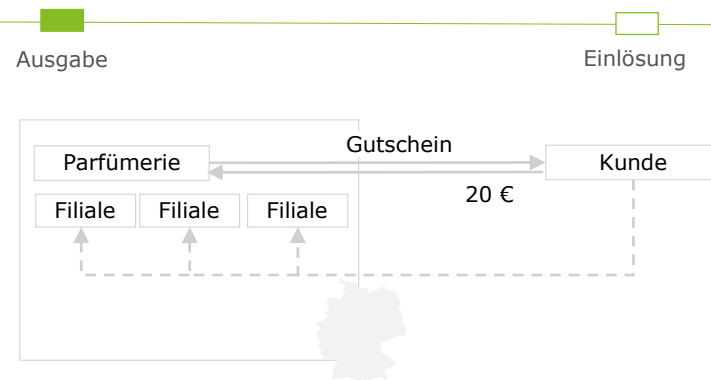 Ausgabe
Einlösung
Gutschein
Parfümerie
Kunde
20 €
Filiale
Filiale
Filiale